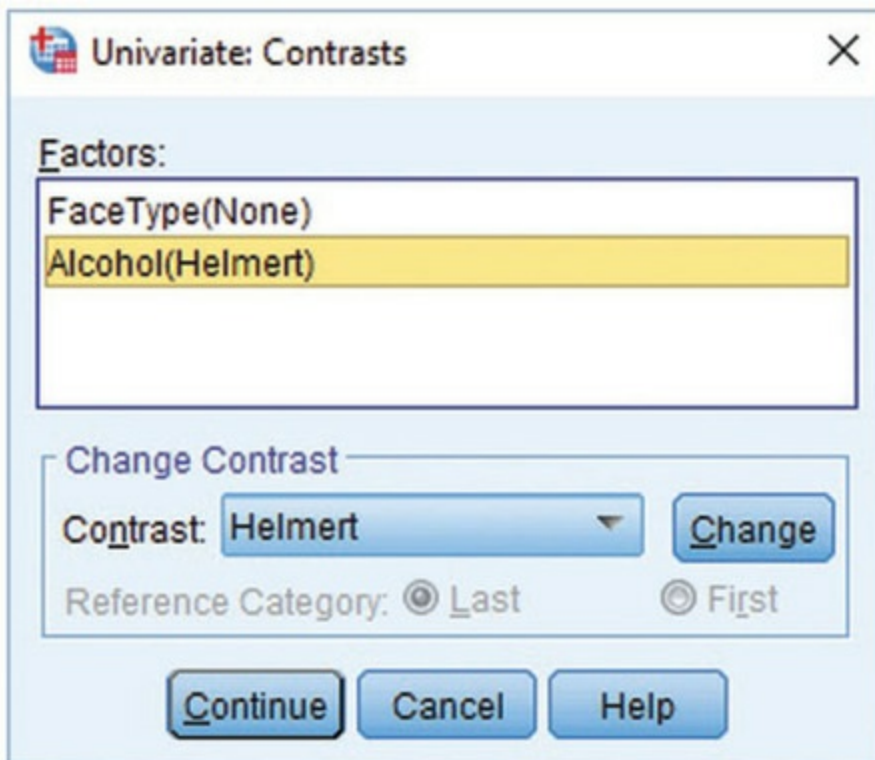 Univariate: Contrasts
Factors:
FaceType(None)
Alcohol(Helmert)
Change Contrast
Contrast: Helmert Change
Reference Category: Last First
Continue Cancel Help